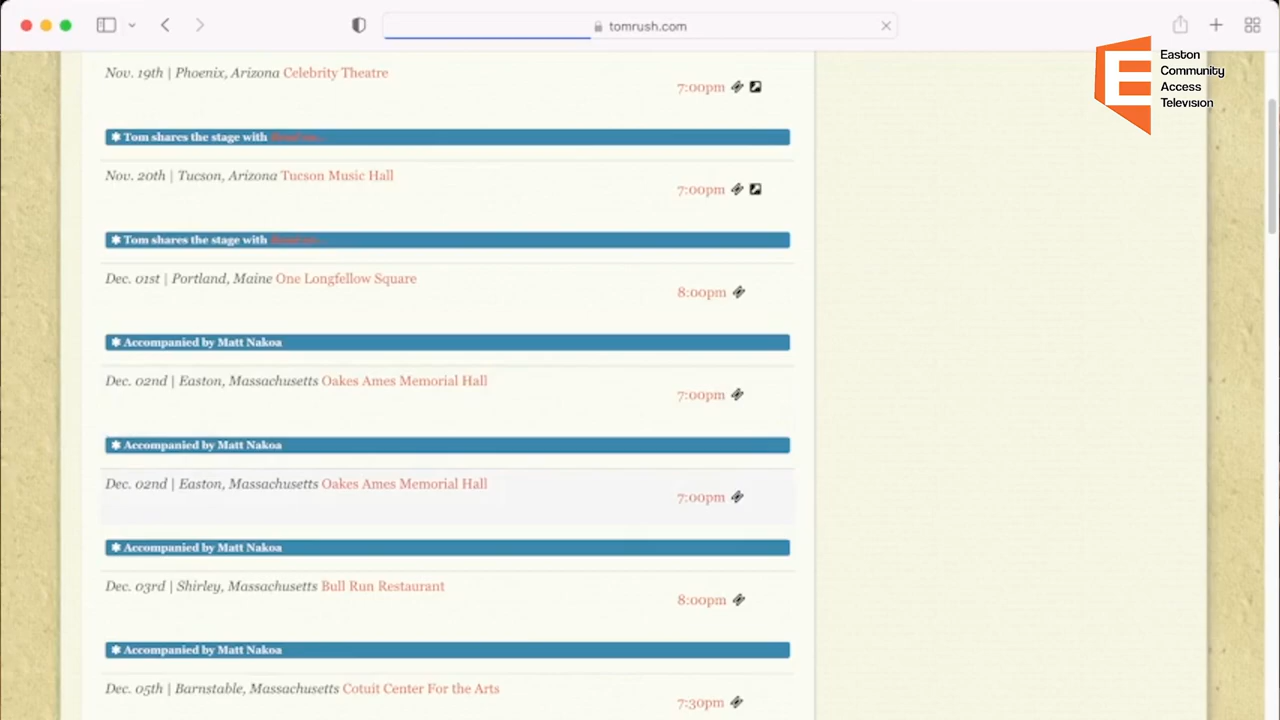 tomrush.com
Easton
Community
Access
Television
E
Nov. 19th | Phoenix, Arizona Celebrity Theatre
7:00pm
✱ Tom shares the stage with
Nov. 20th | Tucson, Arizona Tucson Music Hall
7:00pm
✱ Tom shares the stage with
Dec. 01st | Portland, Maine One Longfellow Square
8:00pm
✱ Accompanied by Matt Nakoa
Dec. 02nd | Easton, Massachusetts Oakes Ames Memorial Hall
7:00pm
✱ Accompanied by Matt Nakoa
Dec. 02nd | Easton, Massachusetts Oakes Ames Memorial Hall
7:00pm
✱ Accompanied by Matt Nakoa
Dec. 03rd | Shirley, Massachusetts Bull Run Restaurant
8:00pm
✱ Accompanied by Matt Nakoa
Dec. 05th | Barnstable, Massachusetts Cotuit Center For the Arts
7:30pm